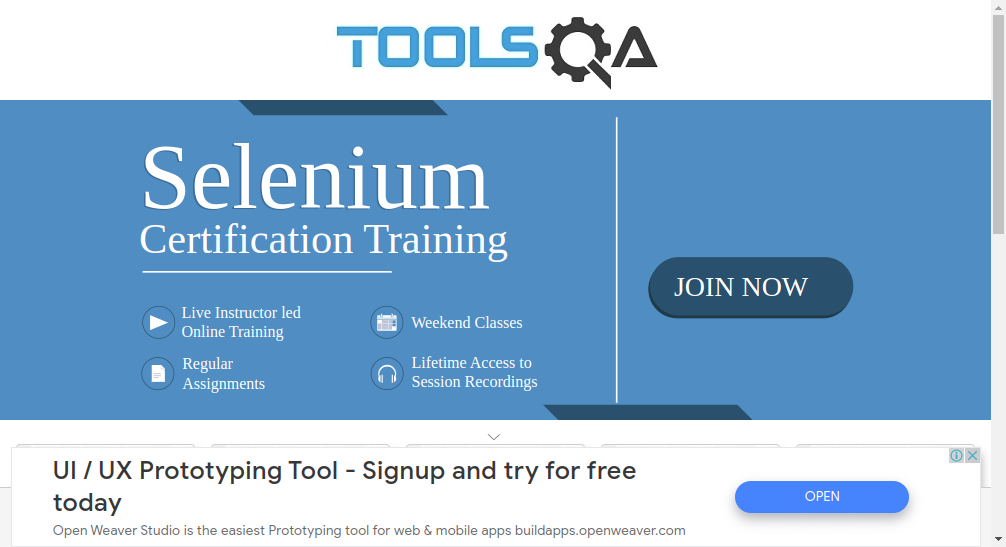 TOOLSQA
Selenium
Certification Training
JOIN NOW
Live Instructor led
Online Training
Weekend Classes
Regular
Assignments
Lifetime Access to
Session Recordings
UI / UX Prototyping Tool - Signup and try for free
today
OPEN
Open Weaver Studio is the easiest Prototyping tool for web & mobile apps buildapps.openweaver.com